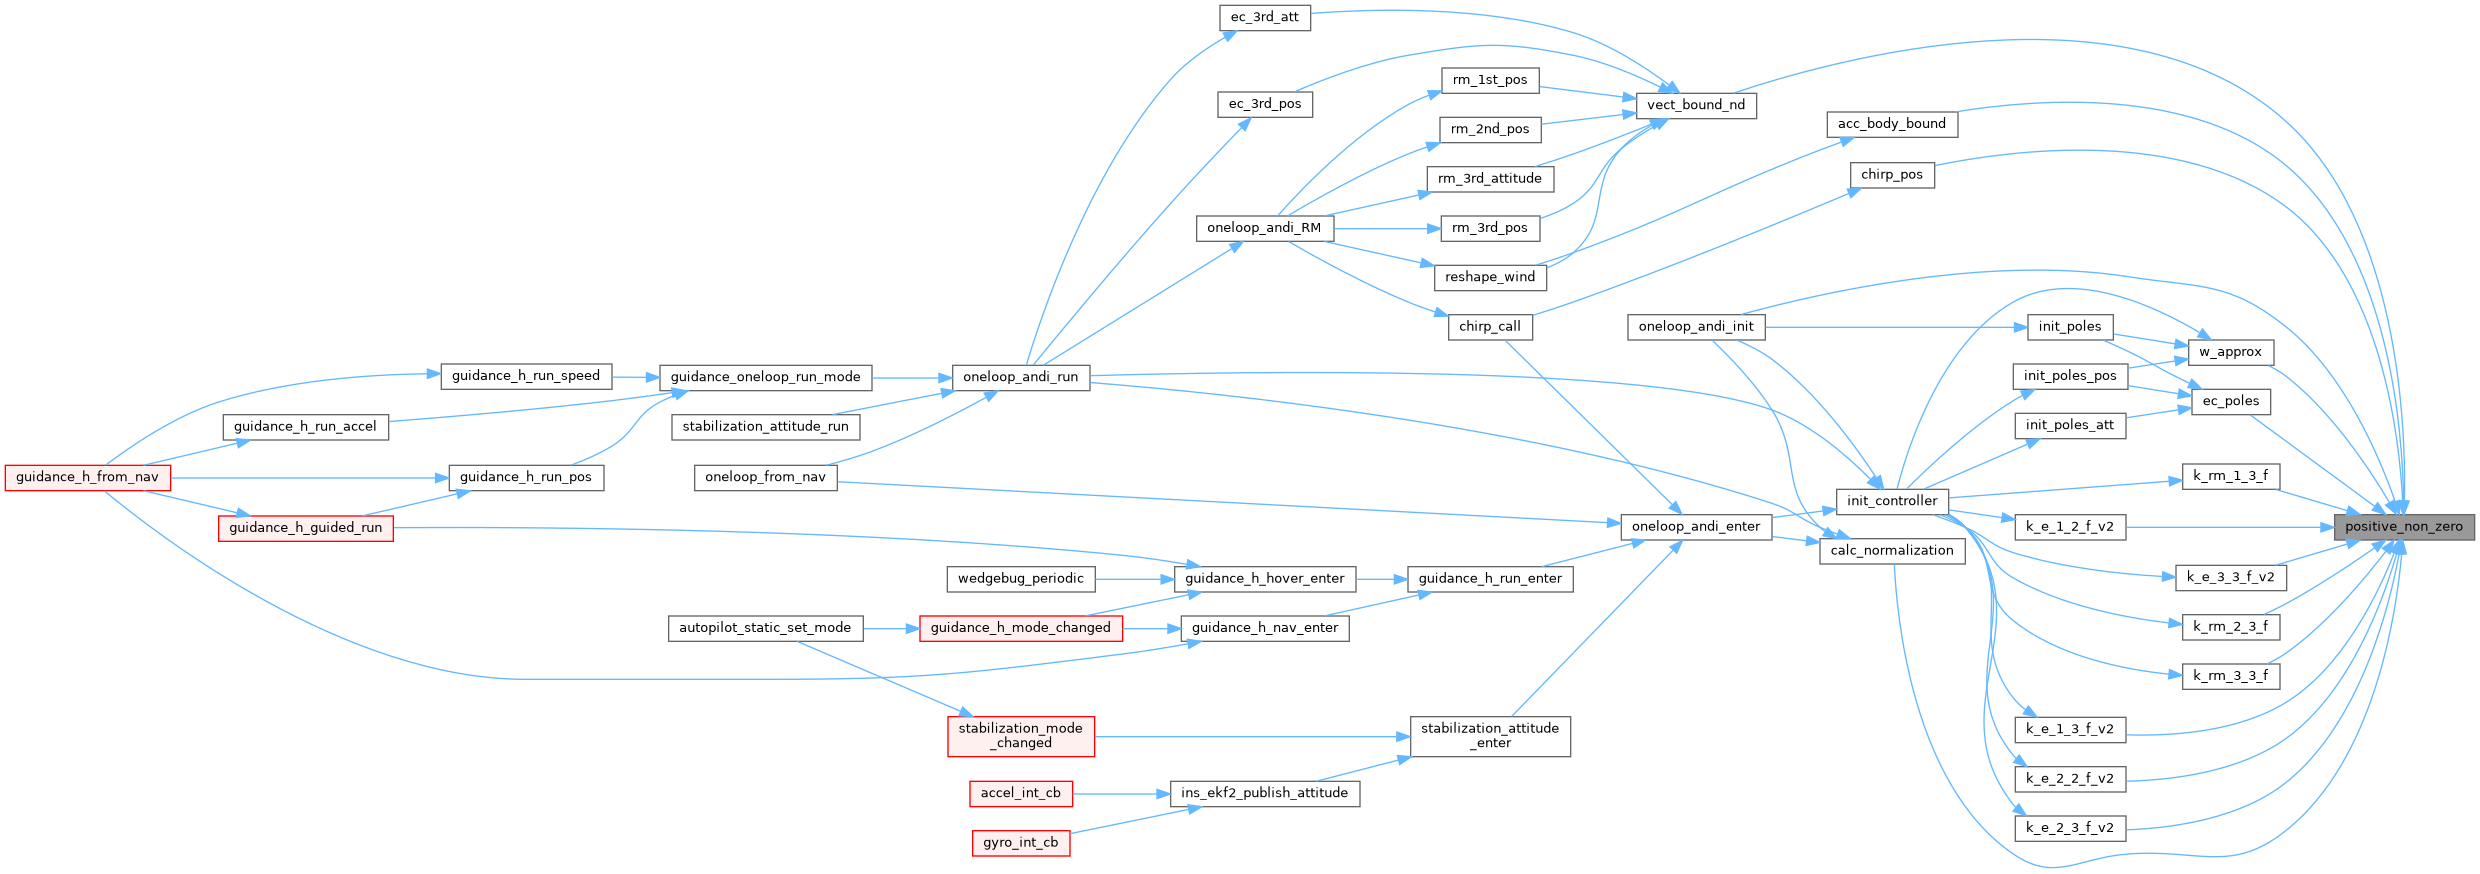 ec_3rd_att
ec_3rd_pos
rm_1st_pos
rm_2nd_pos
rm_3rd_attitude
oneloop_andi_RM
rm_3rd_pos
reshape_wind
chirp_call
vect_bound_nd
acc_body_bound
chirp_pos
oneloop_andi_init
init_poles
w_approx
init_poles_pos
ec_poles
init_poles_att
guidance_h_run_speed
guidance_oneloop_run_mode
oneloop_andi_run
guidance_h_run_accel
stabilization_attitude_run
guidance_h_from_nav
guidance_h_run_pos
oneloop_from_nav
guidance_h_guided_run
k_rm_1_3_f
init_controller
oneloop_andi_enter
k_e_1_2_f_v2
positive_non_zero
calc_normalization
wedgebug_periodic
guidance_h_hover_enter
guidance_h_run_enter
k_e_3_3_f_v2
autopilot_static_set_mode
guidance_h_mode_changed
guidance_h_nav_enter
k_rm_2_3_f
k_rm_3_3_f
stabilization_mode
_changed
stabilization_attitude
_enter
k_e_1_3_f_v2
accel_int_cb
ins_ekf2_publish_attitude
k_e_2_2_f_v2
gyro_int_cb
k_e_2_3_f_v2